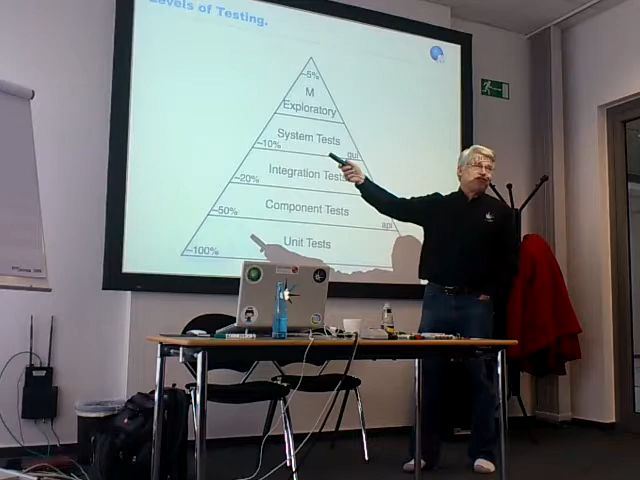 Levels of Testing.
~5%
M
Exploratory
System Tests
~10%
gui
Integration Tests
~20%
Component Tests
~50%
api
Unit Tests
~100%